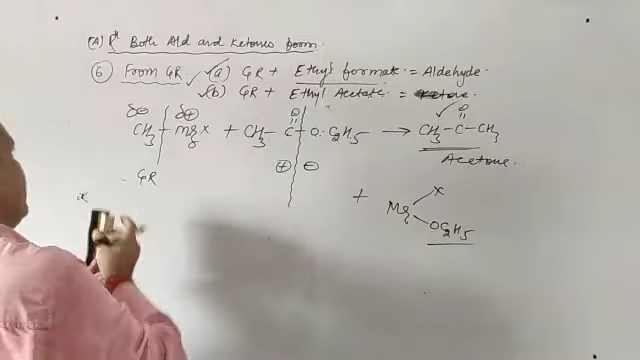 (A) Rⁿ Both Ald and Ketones form.
⑥ From GR. (a) GR + Ethyl formate = Aldehyde.
(b) GR + Ethyl Acetate = Ketone.
δ⊖ δ⊕ O
CH₃ + mgx + CH₃ - C - O.C₂H₅ → CH₃ - C - CH₃
O
Acetone.
⊕ ⊖
GR
x
+ Mg
x
OC₂H₅